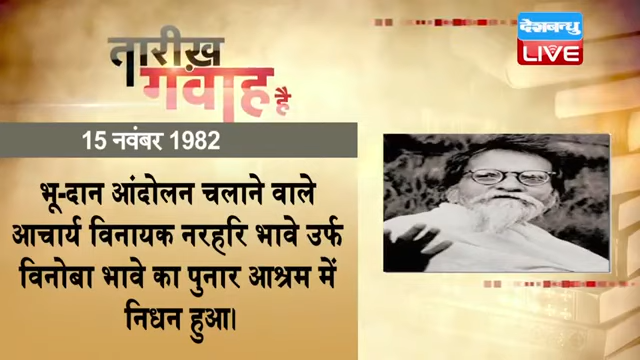 देशबन्धु
LIVE
तारीख़
गवाह है
15 नवंबर 1982
भू-दान आंदोलन चलाने वाले
आचार्य विनायक नरहरि भावे उर्फ
विनोबा भावे का पुनार आश्रम में
निधन हुआ।